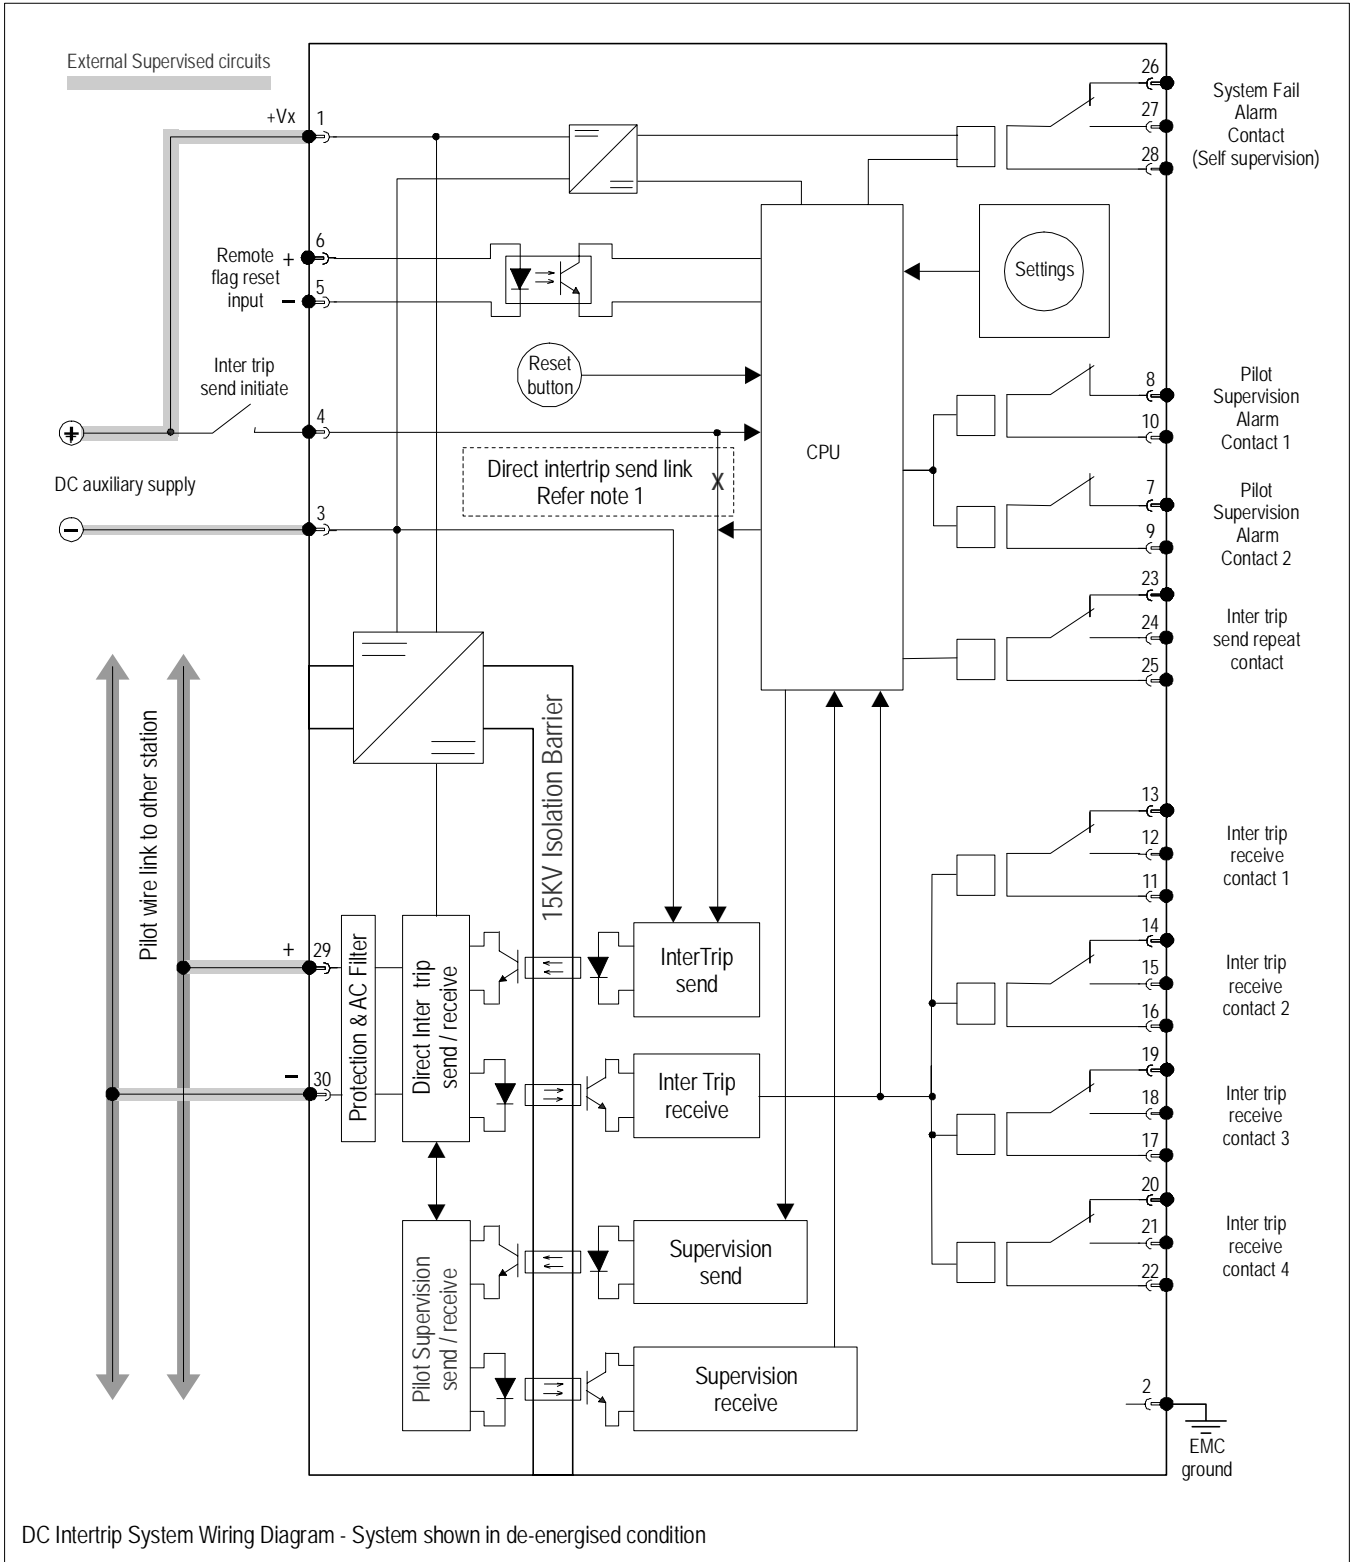 External Supervised circuits
+Vx
1
26
System Fail
Alarm
Contact
(Self supervision)
27
28
Remote
flag reset
input
+
6
−
5
Settings
Reset
button
Inter trip
send initiate
4
+
DC auxiliary supply
−
3
Direct intertrip send link
Refer note 1
X
CPU
8
10
Pilot
Supervision
Alarm
Contact 1
7
9
Pilot
Supervision
Alarm
Contact 2
23
24
25
Inter trip
send repeat
contact
Pilot wire link to other station
15KV Isolation Barrier
+
29
−
30
Protection & AC Filter
Direct Inter trip
send / receive
InterTrip
send
Inter Trip
receive
13
12
11
Inter trip
receive
contact 1
14
15
16
Inter trip
receive
contact 2
19
18
17
Inter trip
receive
contact 3
20
21
22
Inter trip
receive
contact 4
Pilot Supervision
send / receive
Supervision
send
Supervision
receive
2
EMC
ground
DC Intertrip System Wiring Diagram - System shown in de-energised condition